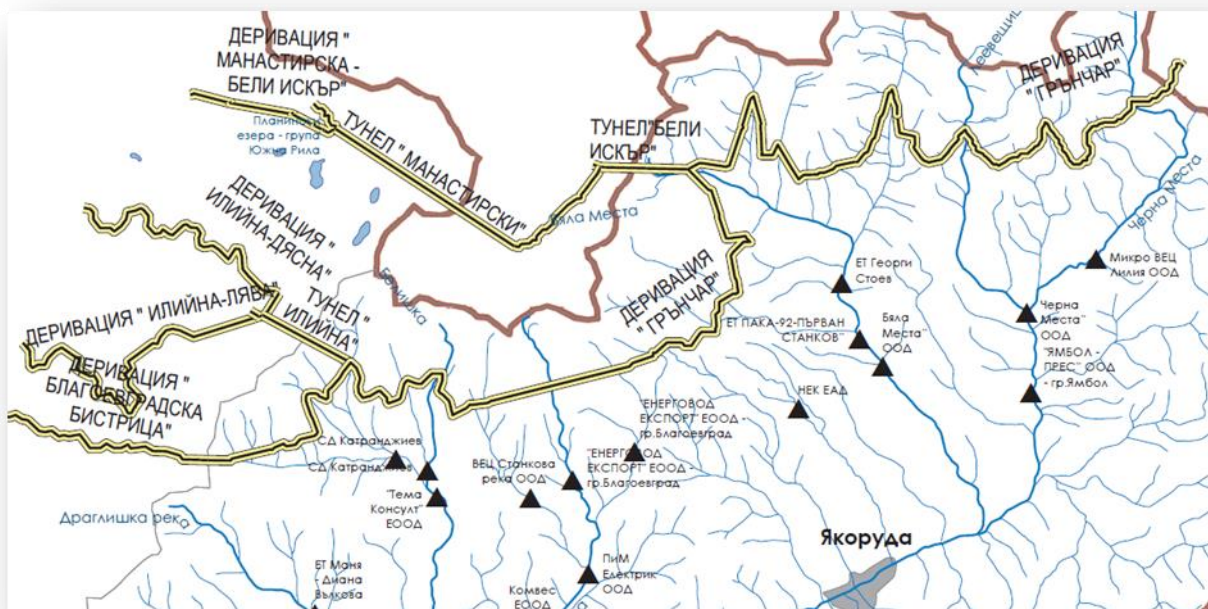 ДЕРИВАЦИЯ "
МАНАСТИРСКА -
БЕЛИ ИСКЪР"
Планински
езера - група
Южна Рила
ТУНЕЛ " МАНАСТИРСКИ"
ТУНЕЛ"БЕЛИ
ИСКЪР"
ДЕРИВАЦИЯ
" ГРЪНЧАР"
Бяла Места
Черна Места
ДЕРИВАЦИЯ "
ИЛИЙНА-ДЯСНА"
ТУНЕЛ "
ИЛИЙНА"
ДЕРИВАЦИЯ " ИЛИЙНА-ЛЯВА"
ДЕРИВАЦИЯ "
БЛАГОЕВГРАДСКА
БИСТРИЦА"
Белишка
ДЕРИВАЦИЯ
" ГРЪНЧАР"
ЕТ Георги
Стоев
Микро ВЕЦ
Лилия ООД
ЕТ ПАКА-92-ПЪРВАН
СТАНКОВ"
Бяла
Места"
ООД
Черна
Места"
ООД
"ЯМБОЛ -
ПРЕС" ООД
- гр.Ямбол
НЕК ЕАД
"ЕНЕРГОВОД
ЕКСПОРТ" ЕООД -
гр.Благоевград
"ЕНЕРГОВОД
ЕКСПОРТ" ЕООД -
гр.Благоевград
СД Катранджиев
СД Катранджиев
ВЕЦ Станкова
река ООД
"Тема
Консулт"
ЕООД
Драглишка река
Якоруда
ЕТ Маня
- Диана
Вълкова
ПиМ
Електрик
ООД
Комвес
ЕООД